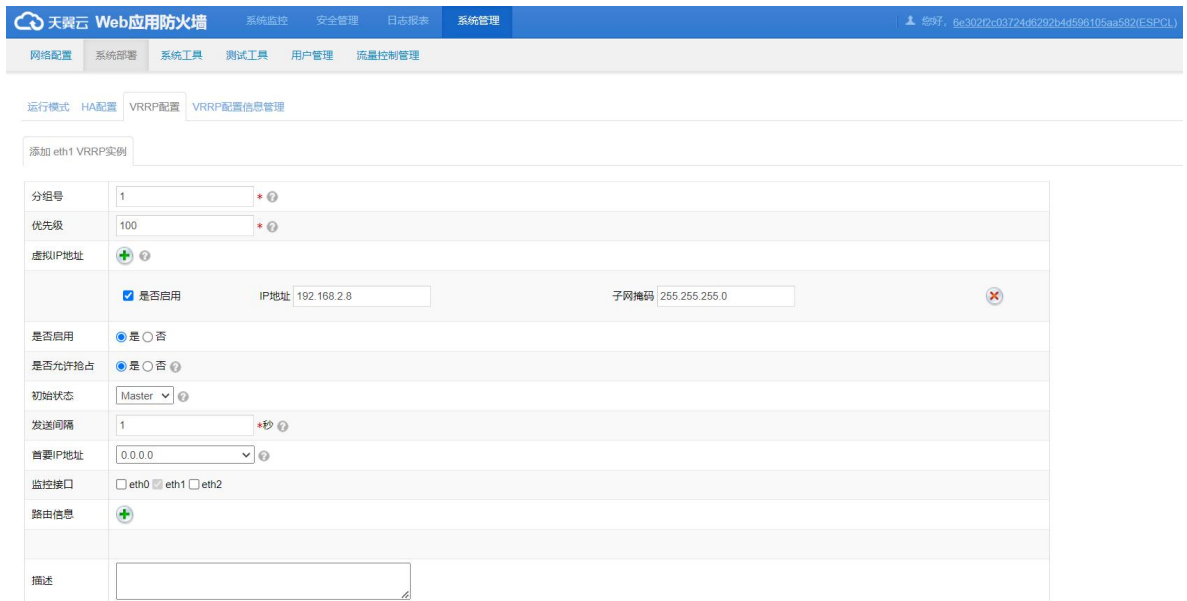 天翼云 Web应用防火墙 系统监控 安全管理 日志报表 系统管理 您好, 6e302f2c03724d6292b4d596105aa582(ESPCL)
网络配置 系统部署 系统工具 测试工具 用户管理 流量控制管理
运行模式 HA配置 VRRP配置 VRRP配置信息管理
添加 eth1 VRRP实例
分组号 1 *
优先级 100 *
虚拟IP地址
是否启用 IP地址 192.168.2.8 子网掩码 255.255.255.0
是否启用 是 否
是否允许抢占 是 否
初始状态 Master
发送间隔 1 *秒
首要IP地址 0.0.0.0
监控接口 eth0 eth1 eth2
路由信息
描述